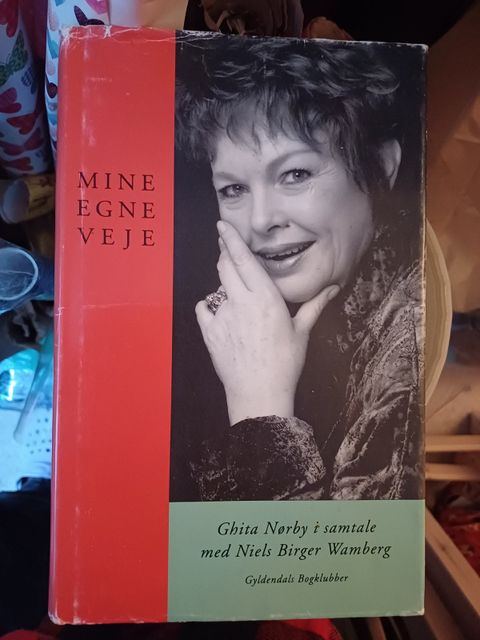 MINE
EGNE
VEJE
Ghita Nørby i samtale
med Niels Birger Wamberg
Gyldendals Bogklubber